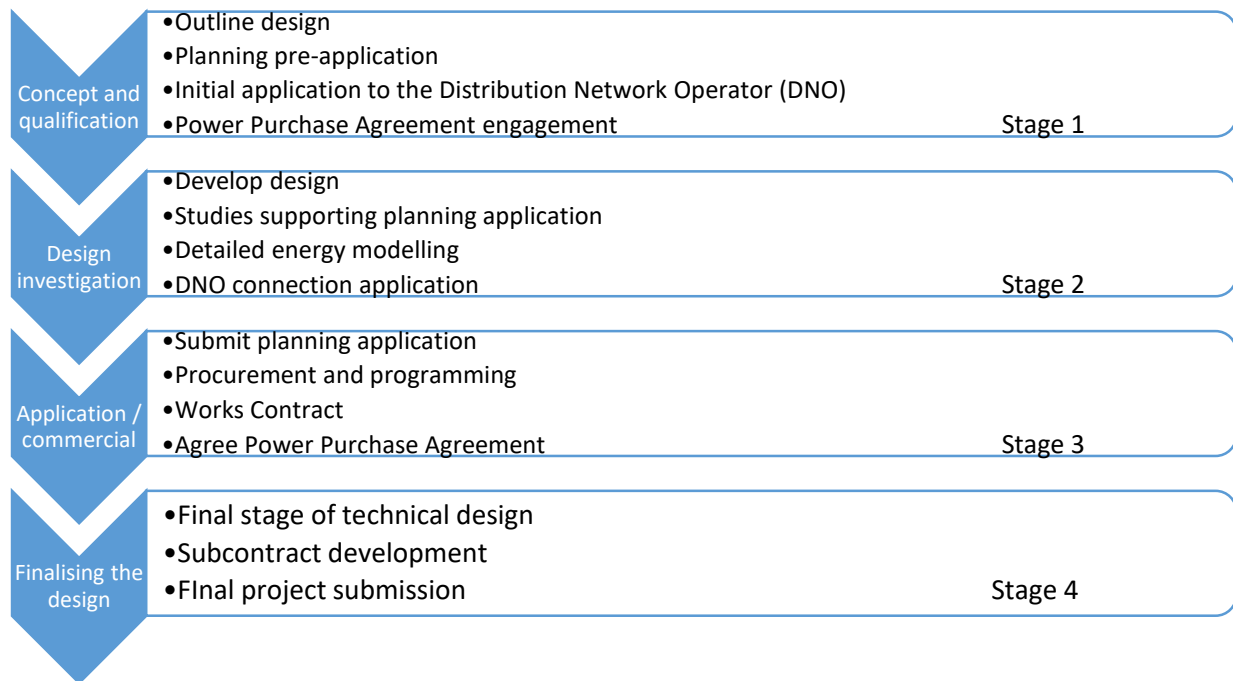 Concept and
qualification
•Outline design
•Planning pre-application
•Initial application to the Distribution Network Operator (DNO)
•Power Purchase Agreement engagement Stage 1
Design
investigation
•Develop design
•Studies supporting planning application
•Detailed energy modelling
•DNO connection application Stage 2
Application /
commercial
•Submit planning application
•Procurement and programming
•Works Contract
•Agree Power Purchase Agreement Stage 3
Finalising the
design
•Final stage of technical design
•Subcontract development
•FInal project submission Stage 4